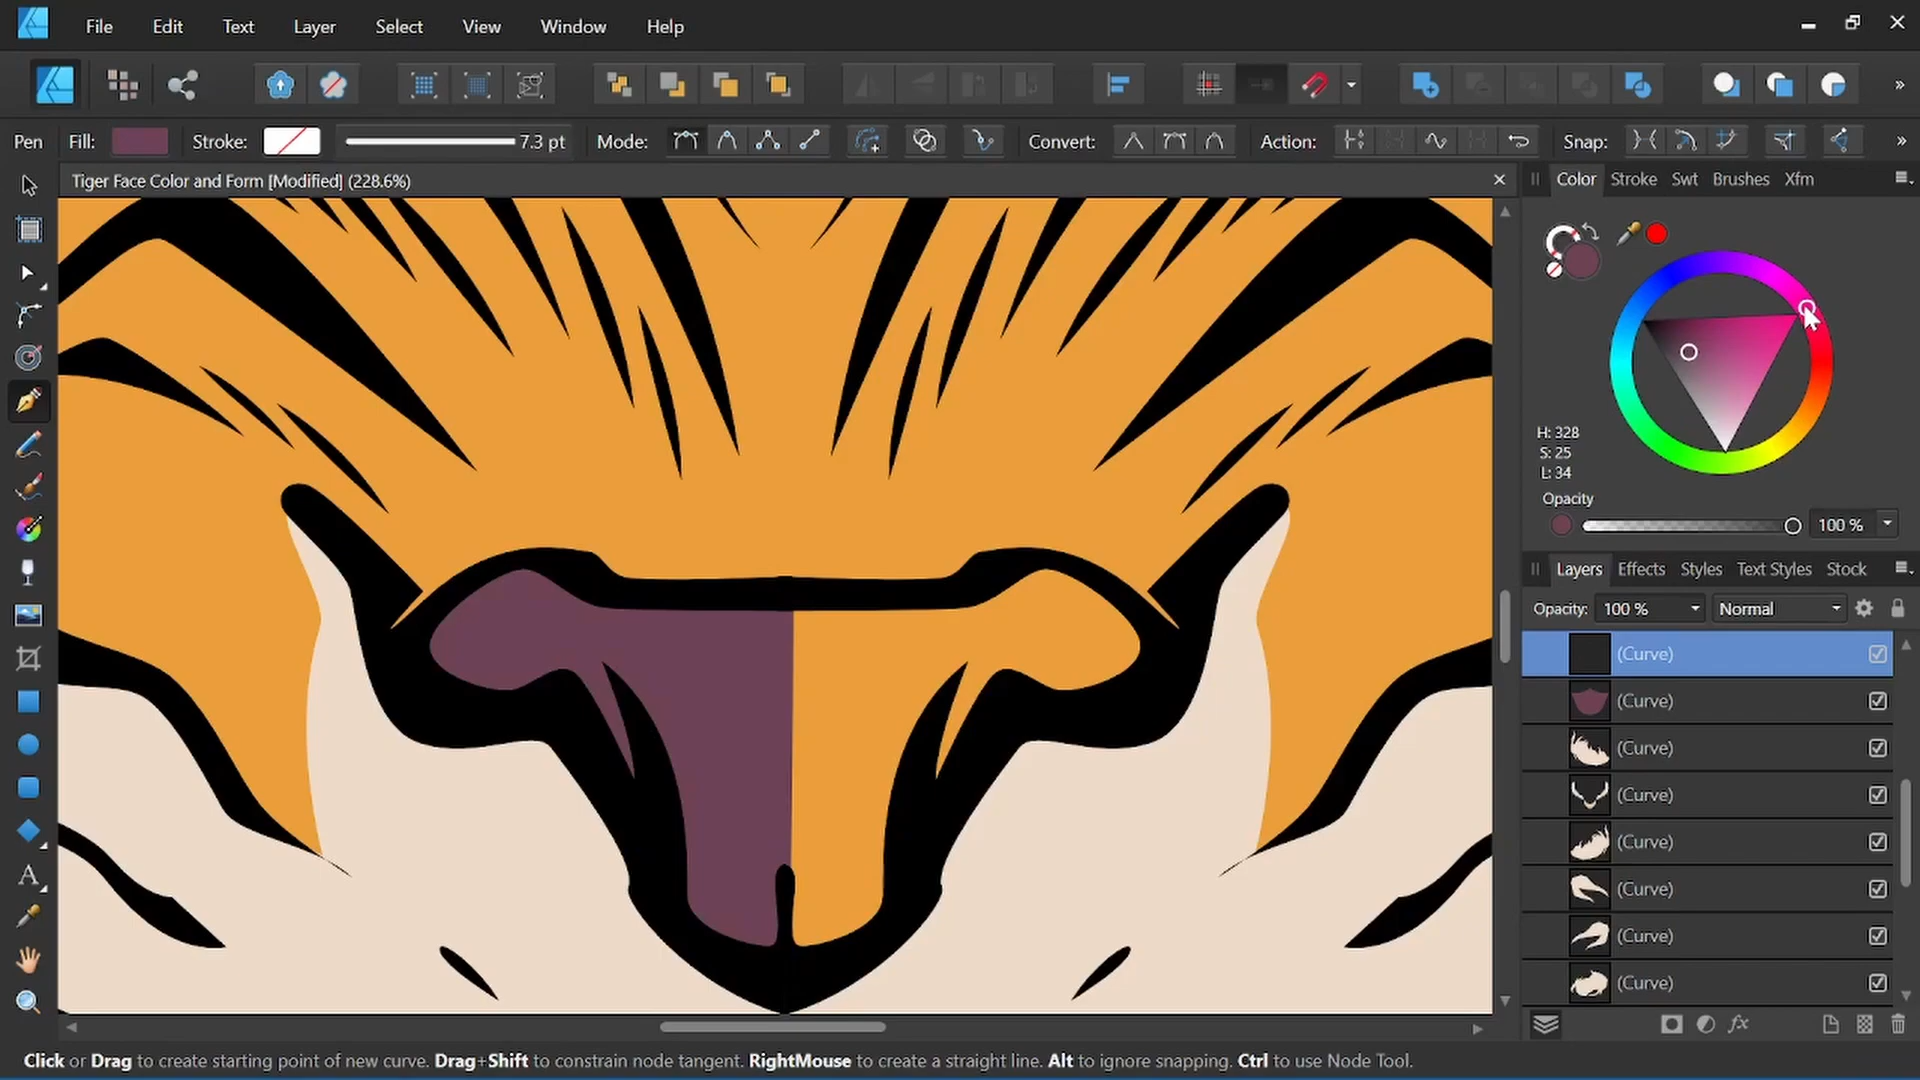 File Edit Text Layer Select View Window Help
Pen Fill: Stroke: 7.3 pt Mode: Convert: Action: Snap:
Tiger Face Color and Form [Modified] (228.6%)
Color Stroke Swt Brushes Xfm
H: 328
S: 25
L: 34
Opacity
100 %
Layers Effects Styles Text Styles Stock
Opacity: 100 % Normal
(Curve)
(Curve)
(Curve)
(Curve)
(Curve)
(Curve)
(Curve)
(Curve)
Click or Drag to create starting point of new curve. Drag+Shift to constrain node tangent. RightMouse to create a straight line. Alt to ignore snapping. Ctrl to use Node Tool.